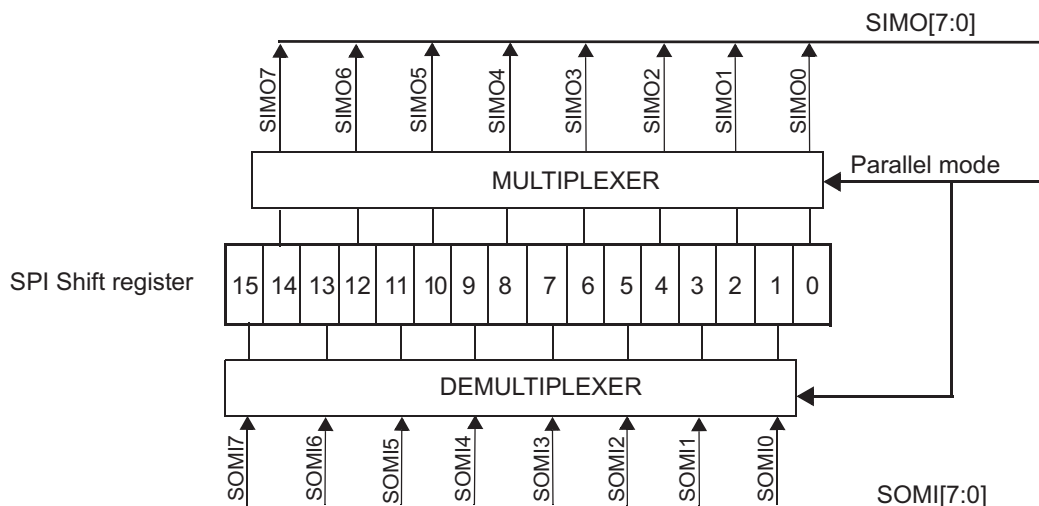 SIMO[7:0]
SIMO7
SIMO6
SIMO5
SIMO4
SIMO3
SIMO2
SIMO1
SIMO0
MULTIPLEXER
Parallel mode
SPI Shift register
15 14 13 12 11 10 9 8 7 6 5 4 3 2 1 0
DEMULTIPLEXER
SOMI7
SOMI6
SOMI5
SOMI4
SOMI3
SOMI2
SOMI1
SOMI0
SOMI[7:0]